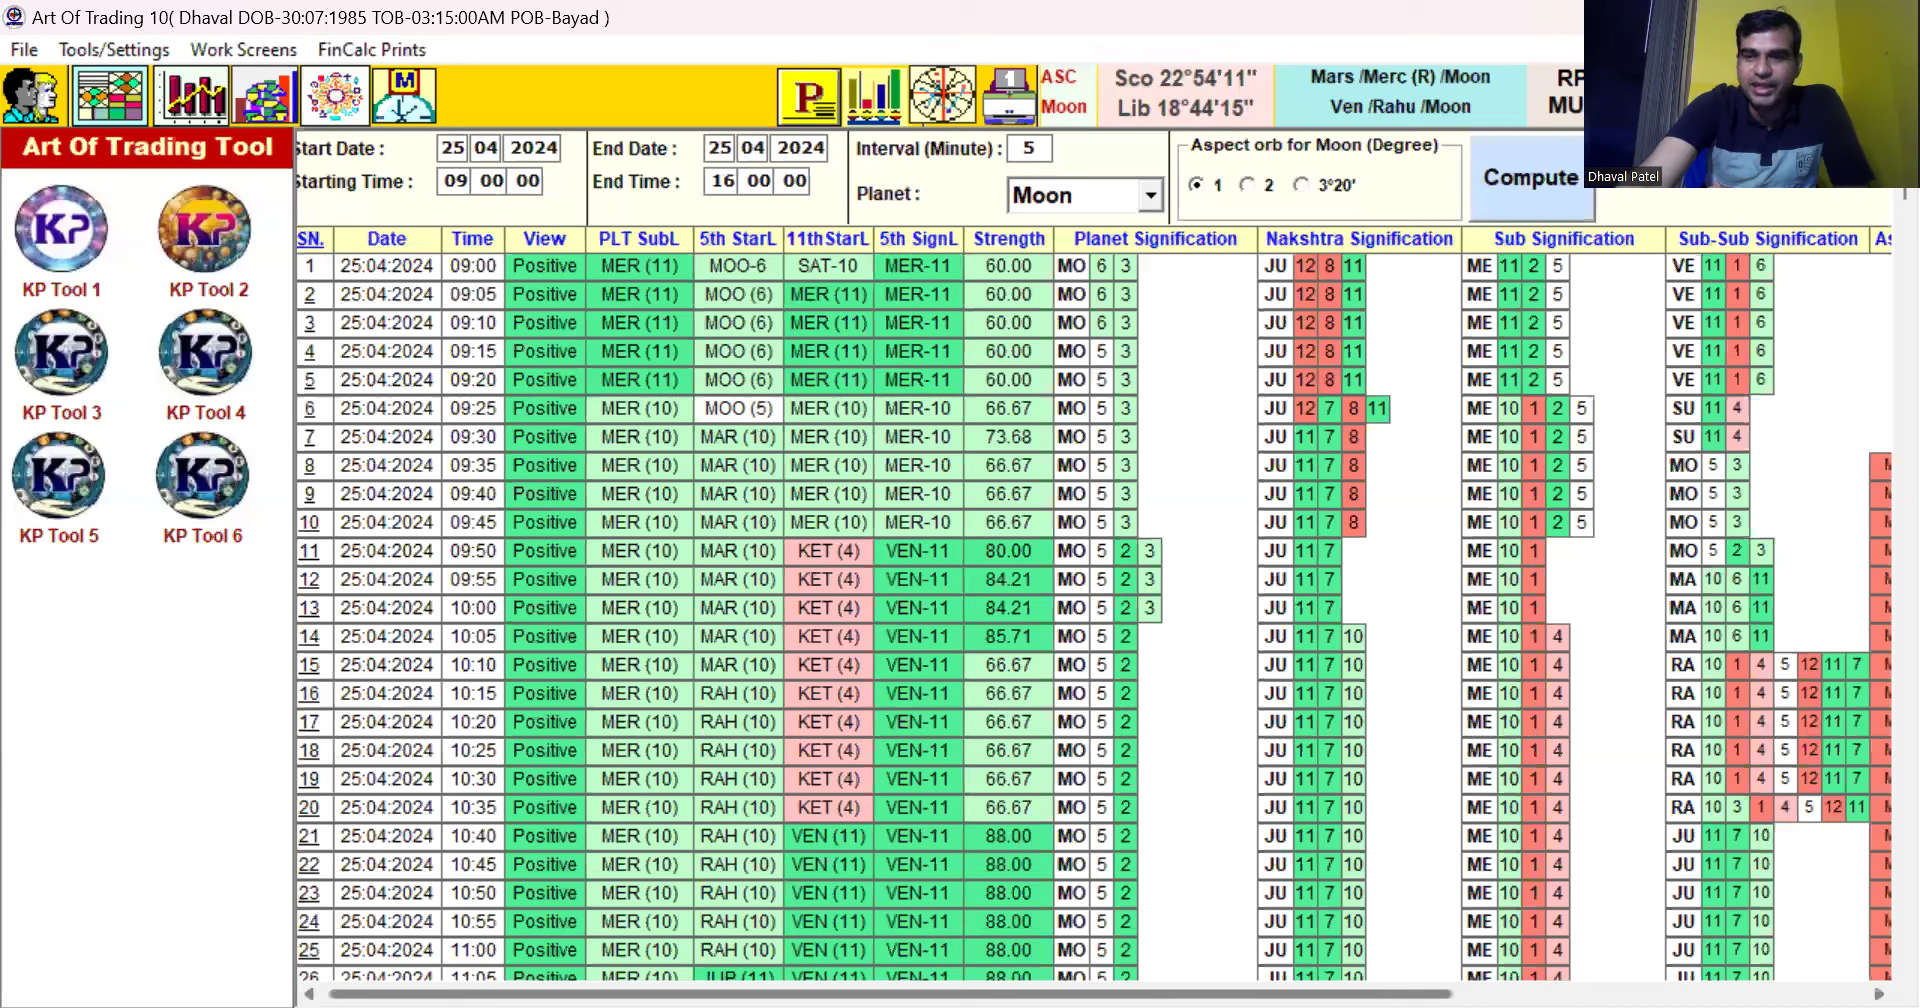 Art Of Trading 10( Dhaval DOB-30:07:1985 TOB-03:15:00AM POB-Bayad )
File Tools/Settings Work Screens FinCalc Prints
M P 1 ASC Sco 22°54'11" Mars /Merc (R) /Moon
Moon Lib 18°44'15" Ven /Rahu /Moon
Dhaval Patel
Art Of Trading Tool
KP KP
KP Tool 1 KP Tool 2
KP KP
KP Tool 3 KP Tool 4
KP KP
KP Tool 5 KP Tool 6
Start Date : 25 04 2024 End Date : 25 04 2024 Interval (Minute) : 5 Aspect orb for Moon (Degree)
Starting Time : 09 00 00 End Time : 16 00 00 Planet : Moon 1 2 3°20' Compute
SN. Date Time View PLT SubL 5th StarL 11thStarL 5th SignL Strength Planet Signification Nakshtra Signification Sub Signification Sub-Sub Signification
1 25:04:2024 09:00 Positive MER (11) MOO-6 SAT-10 MER-11 60.00 MO 6 3 JU 12 8 11 ME 11 2 5 VE 11 1 6
2 25:04:2024 09:05 Positive MER (11) MOO (6) MER (11) MER-11 60.00 MO 6 3 JU 12 8 11 ME 11 2 5 VE 11 1 6
3 25:04:2024 09:10 Positive MER (11) MOO (6) MER (11) MER-11 60.00 MO 6 3 JU 12 8 11 ME 11 2 5 VE 11 1 6
4 25:04:2024 09:15 Positive MER (11) MOO (6) MER (11) MER-11 60.00 MO 5 3 JU 12 8 11 ME 11 2 5 VE 11 1 6
5 25:04:2024 09:20 Positive MER (11) MOO (6) MER (11) MER-11 60.00 MO 5 3 JU 12 8 11 ME 11 2 5 VE 11 1 6
6 25:04:2024 09:25 Positive MER (10) MOO (5) MER (10) MER-10 66.67 MO 5 3 JU 12 7 8 11 ME 10 1 2 5 SU 11 4
7 25:04:2024 09:30 Positive MER (10) MAR (10) MER (10) MER-10 73.68 MO 5 3 JU 11 7 8 ME 10 1 2 5 SU 11 4
8 25:04:2024 09:35 Positive MER (10) MAR (10) MER (10) MER-10 66.67 MO 5 3 JU 11 7 8 ME 10 1 2 5 MO 5 3
9 25:04:2024 09:40 Positive MER (10) MAR (10) MER (10) MER-10 66.67 MO 5 3 JU 11 7 8 ME 10 1 2 5 MO 5 3
10 25:04:2024 09:45 Positive MER (10) MAR (10) MER (10) MER-10 66.67 MO 5 3 JU 11 7 8 ME 10 1 2 5 MO 5 3
11 25:04:2024 09:50 Positive MER (10) MAR (10) KET (4) VEN-11 80.00 MO 5 2 3 JU 11 7 ME 10 1 MO 5 2 3
12 25:04:2024 09:55 Positive MER (10) MAR (10) KET (4) VEN-11 84.21 MO 5 2 3 JU 11 7 ME 10 1 MA 10 6 11
13 25:04:2024 10:00 Positive MER (10) MAR (10) KET (4) VEN-11 84.21 MO 5 2 3 JU 11 7 ME 10 1 MA 10 6 11
14 25:04:2024 10:05 Positive MER (10) MAR (10) KET (4) VEN-11 85.71 MO 5 2 JU 11 7 10 ME 10 1 4 MA 10 6 11
15 25:04:2024 10:10 Positive MER (10) MAR (10) KET (4) VEN-11 66.67 MO 5 2 JU 11 7 10 ME 10 1 4 RA 10 1 4 5 12 11 7
16 25:04:2024 10:15 Positive MER (10) RAH (10) KET (4) VEN-11 66.67 MO 5 2 JU 11 7 10 ME 10 1 4 RA 10 1 4 5 12 11 7
17 25:04:2024 10:20 Positive MER (10) RAH (10) KET (4) VEN-11 66.67 MO 5 2 JU 11 7 10 ME 10 1 4 RA 10 1 4 5 12 11 7
18 25:04:2024 10:25 Positive MER (10) RAH (10) KET (4) VEN-11 66.67 MO 5 2 JU 11 7 10 ME 10 1 4 RA 10 1 4 5 12 11 7
19 25:04:2024 10:30 Positive MER (10) RAH (10) KET (4) VEN-11 66.67 MO 5 2 JU 11 7 10 ME 10 1 4 RA 10 1 4 5 12 11 7
20 25:04:2024 10:35 Positive MER (10) RAH (10) KET (4) VEN-11 66.67 MO 5 2 JU 11 7 10 ME 10 1 4 RA 10 3 1 4 5 12 11
21 25:04:2024 10:40 Positive MER (10) RAH (10) VEN (11) VEN-11 88.00 MO 5 2 JU 11 7 10 ME 10 1 4 JU 11 7 10
22 25:04:2024 10:45 Positive MER (10) RAH (10) VEN (11) VEN-11 88.00 MO 5 2 JU 11 7 10 ME 10 1 4 JU 11 7 10
23 25:04:2024 10:50 Positive MER (10) RAH (10) VEN (11) VEN-11 88.00 MO 5 2 JU 11 7 10 ME 10 1 4 JU 11 7 10
24 25:04:2024 10:55 Positive MER (10) RAH (10) VEN (11) VEN-11 88.00 MO 5 2 JU 11 7 10 ME 10 1 4 JU 11 7 10
25 25:04:2024 11:00 Positive MER (10) RAH (10) VEN (11) VEN-11 88.00 MO 5 2 JU 11 7 10 ME 10 1 4 JU 11 7 10
26 25:04:2024 11:05 Positive MER (10) JUP (11) VEN (11) VEN-11 88.00 MO 5 2 JU 11 7 10 ME 10 1 4 JU 11 7 10